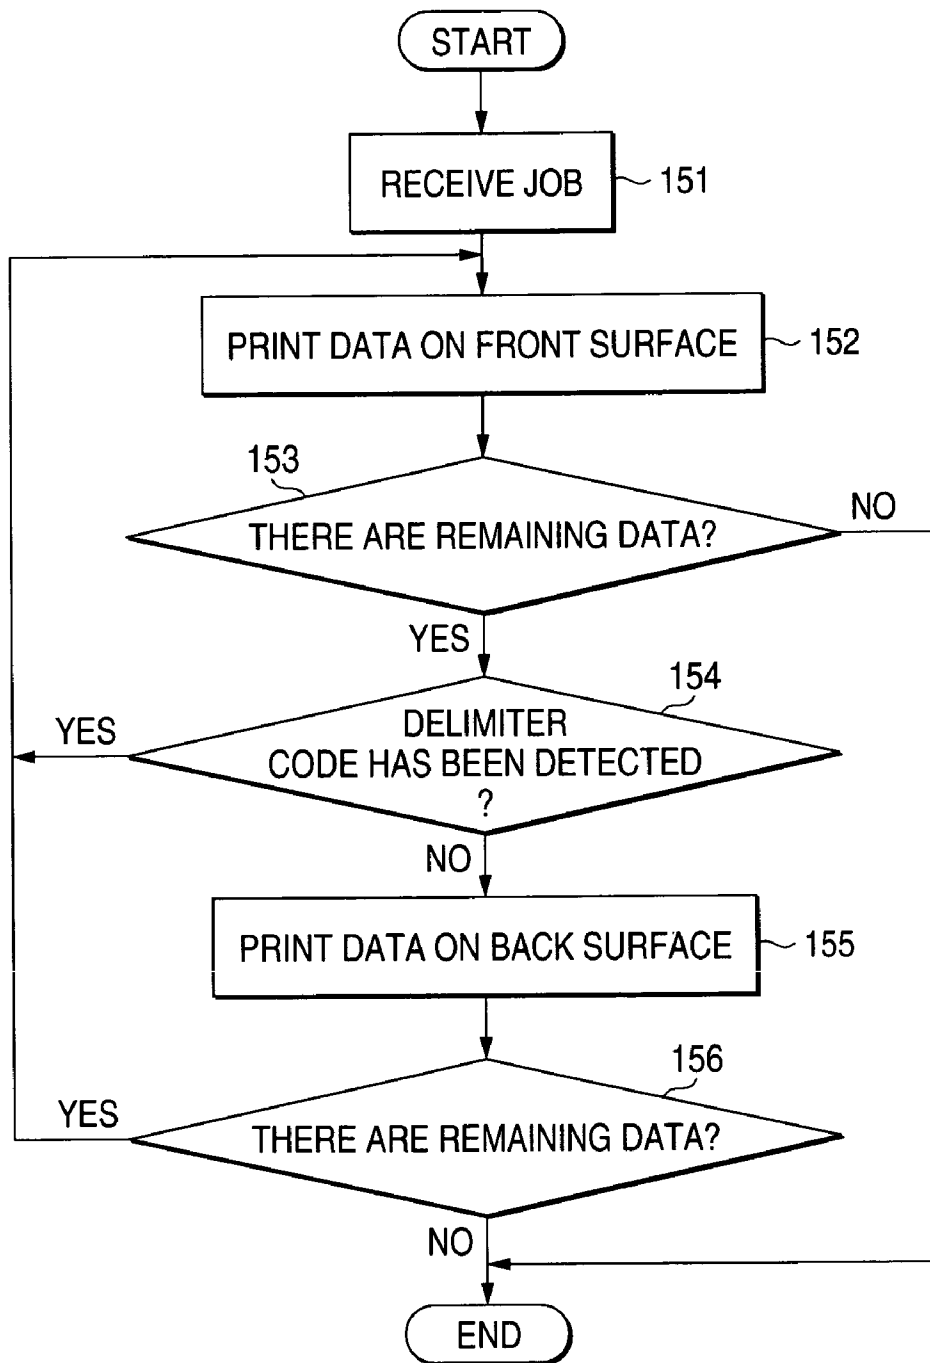 START
RECEIVE JOB
151
PRINT DATA ON FRONT SURFACE
152
153
THERE ARE REMAINING DATA?
NO
YES
154
DELIMITER
CODE HAS BEEN DETECTED
?
YES
NO
PRINT DATA ON BACK SURFACE
155
156
THERE ARE REMAINING DATA?
YES
NO
END